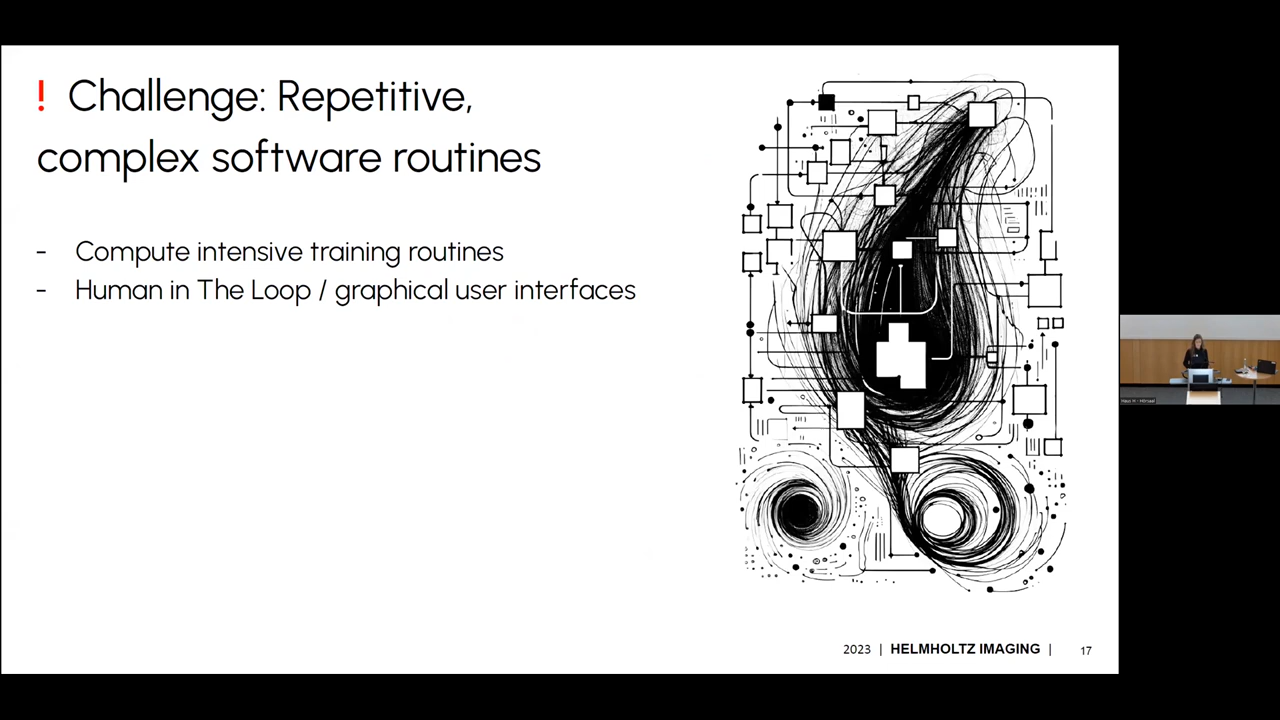 ! Challenge: Repetitive,
complex software routines
- Compute intensive training routines
- Human in The Loop / graphical user interfaces
2023 | HELMHOLTZ IMAGING |
17